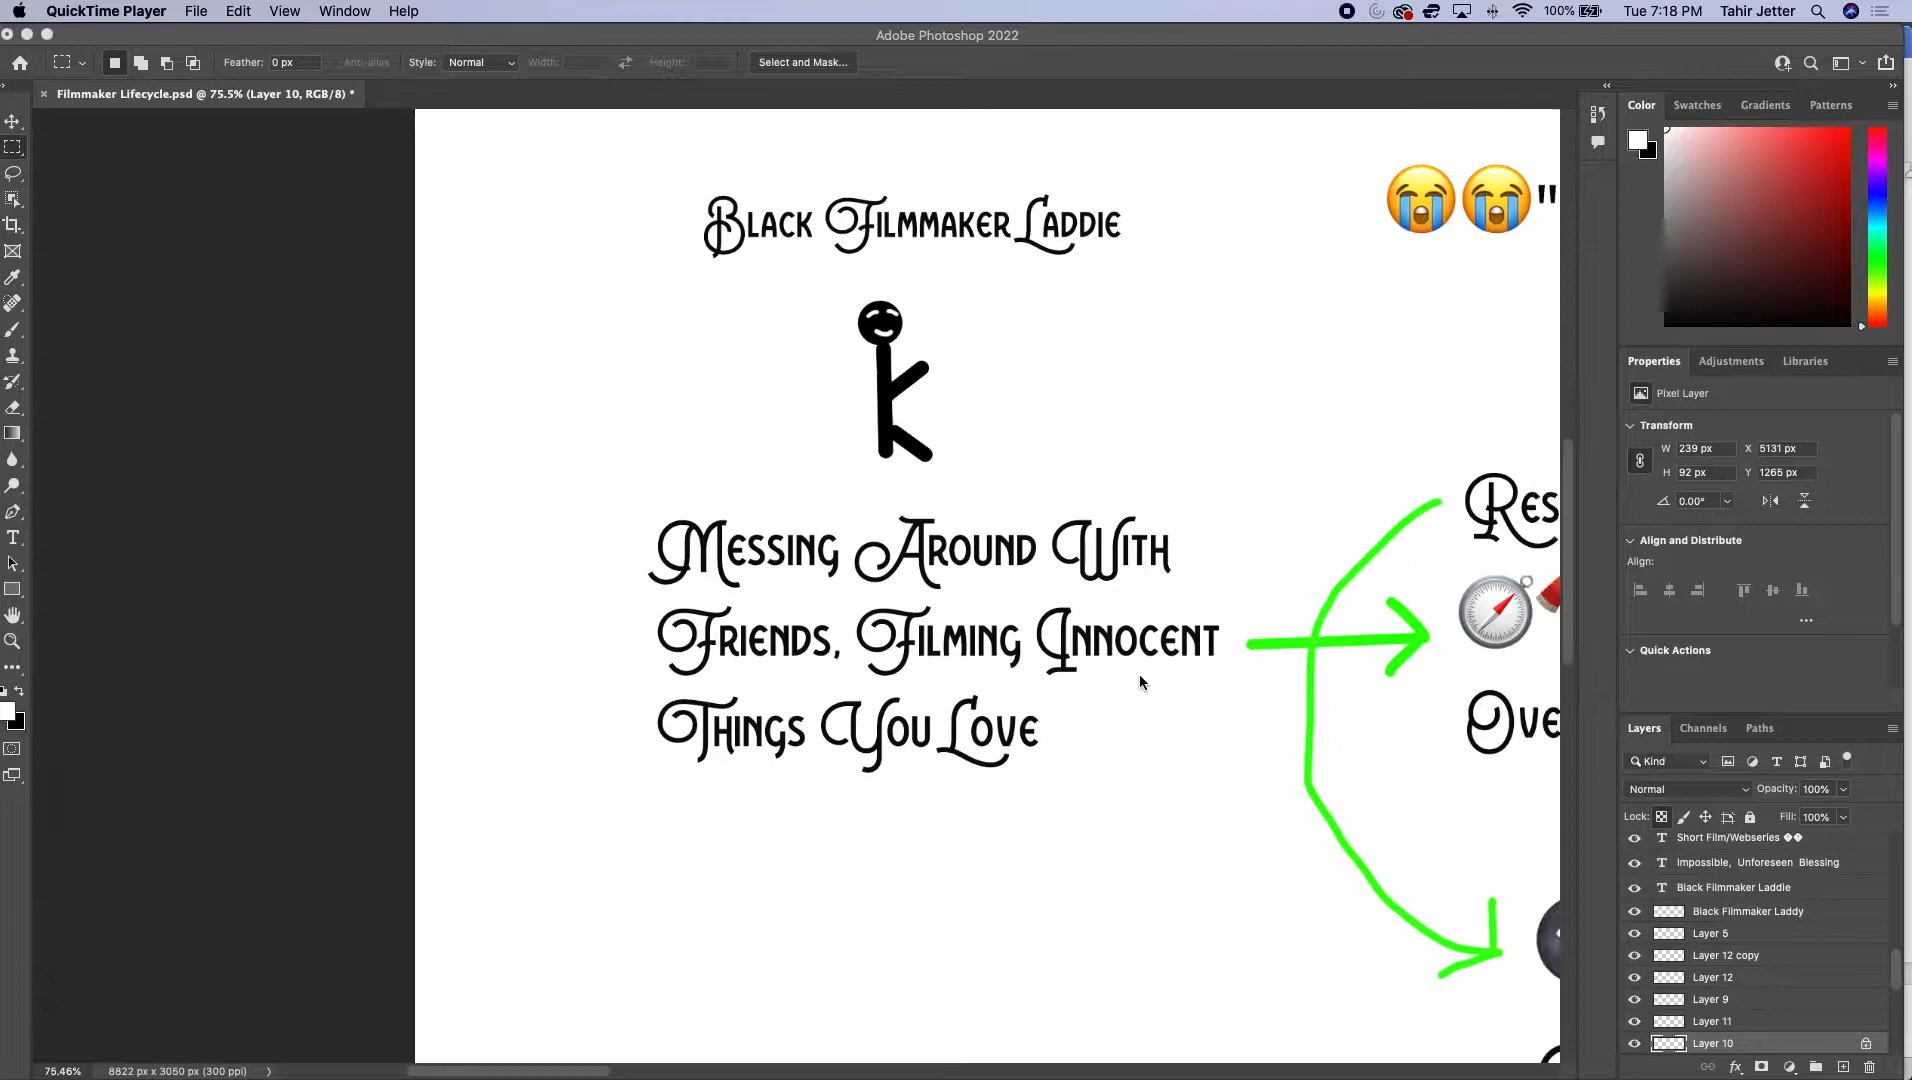 QuickTime Player File Edit View Window Help 100% Tue 7:18 PM Tahir Jetter
Adobe Photoshop 2022
Feather: 0 px Anti-alias Style: Normal Width: Height: Select and Mask...
Filmmaker Lifecycle.psd @ 75.5% (Layer 10, RGB/8) *
Black Filmmaker Laddie
"
Messing Around With
Friends, Filming Innocent
Things You Love
Res
Ove
Color Swatches Gradients Patterns
Properties Adjustments Libraries
Pixel Layer
Transform
W 239 px X 5131 px
H 92 px Y 1265 px
0.00°
Align and Distribute
Align:
Quick Actions
Layers Channels Paths
Kind
Normal Opacity: 100%
Lock: Fill: 100%
Short Film/Webseries ��
Impossible, Unforeseen Blessing
Black Filmmaker Laddie
Black Filmmaker Laddy
Layer 5
Layer 12 copy
Layer 12
Layer 9
Layer 11
Layer 10
75.46% 8822 px x 3050 px (300 ppi)